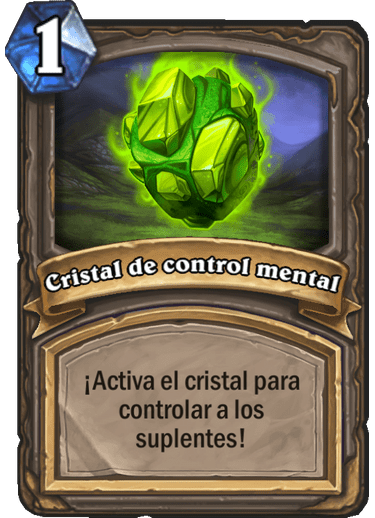 1
Cristal de control mental
¡Activa el cristal para
controlar a los
suplentes!